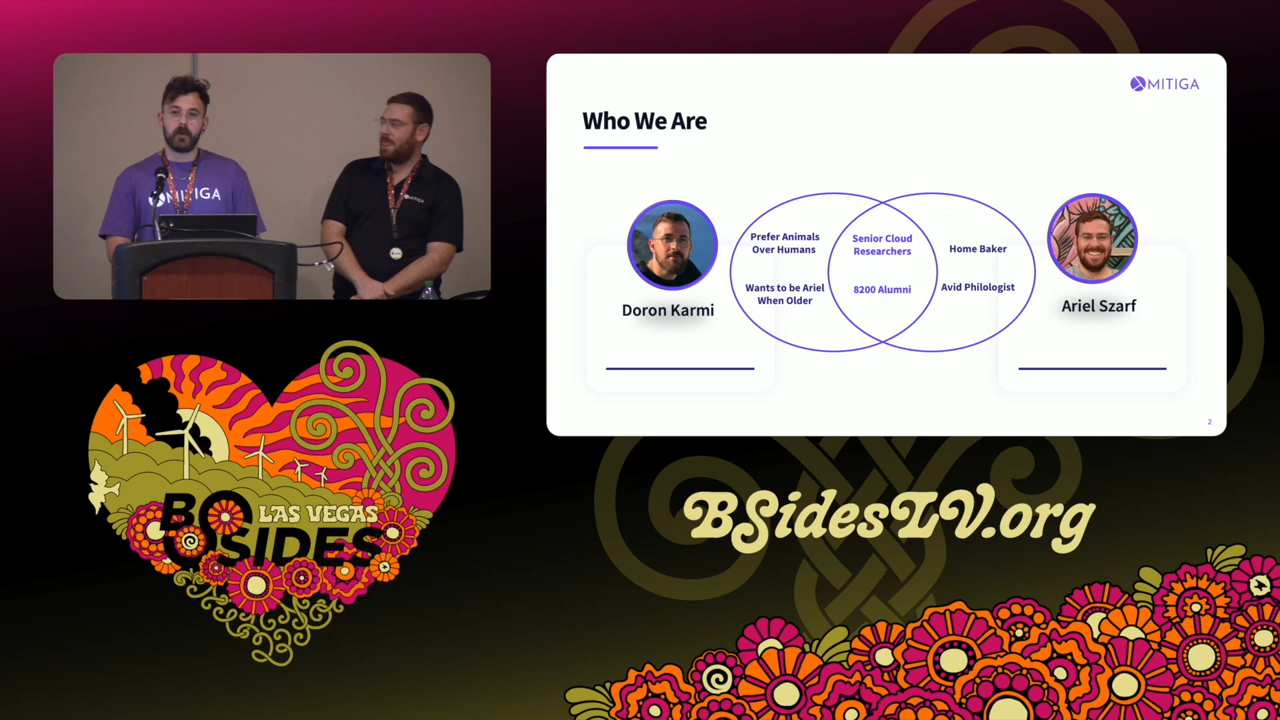 MITIGA
MITIGA
Who We Are
Prefer Animals
Over Humans
Wants to be Ariel
When Older
Senior Cloud
Researchers
8200 Alumni
Home Baker
Avid Philologist
Doron Karmi
Ariel Szarf
2
BSidesLV.org
LAS VEGAS
BSIDES
23